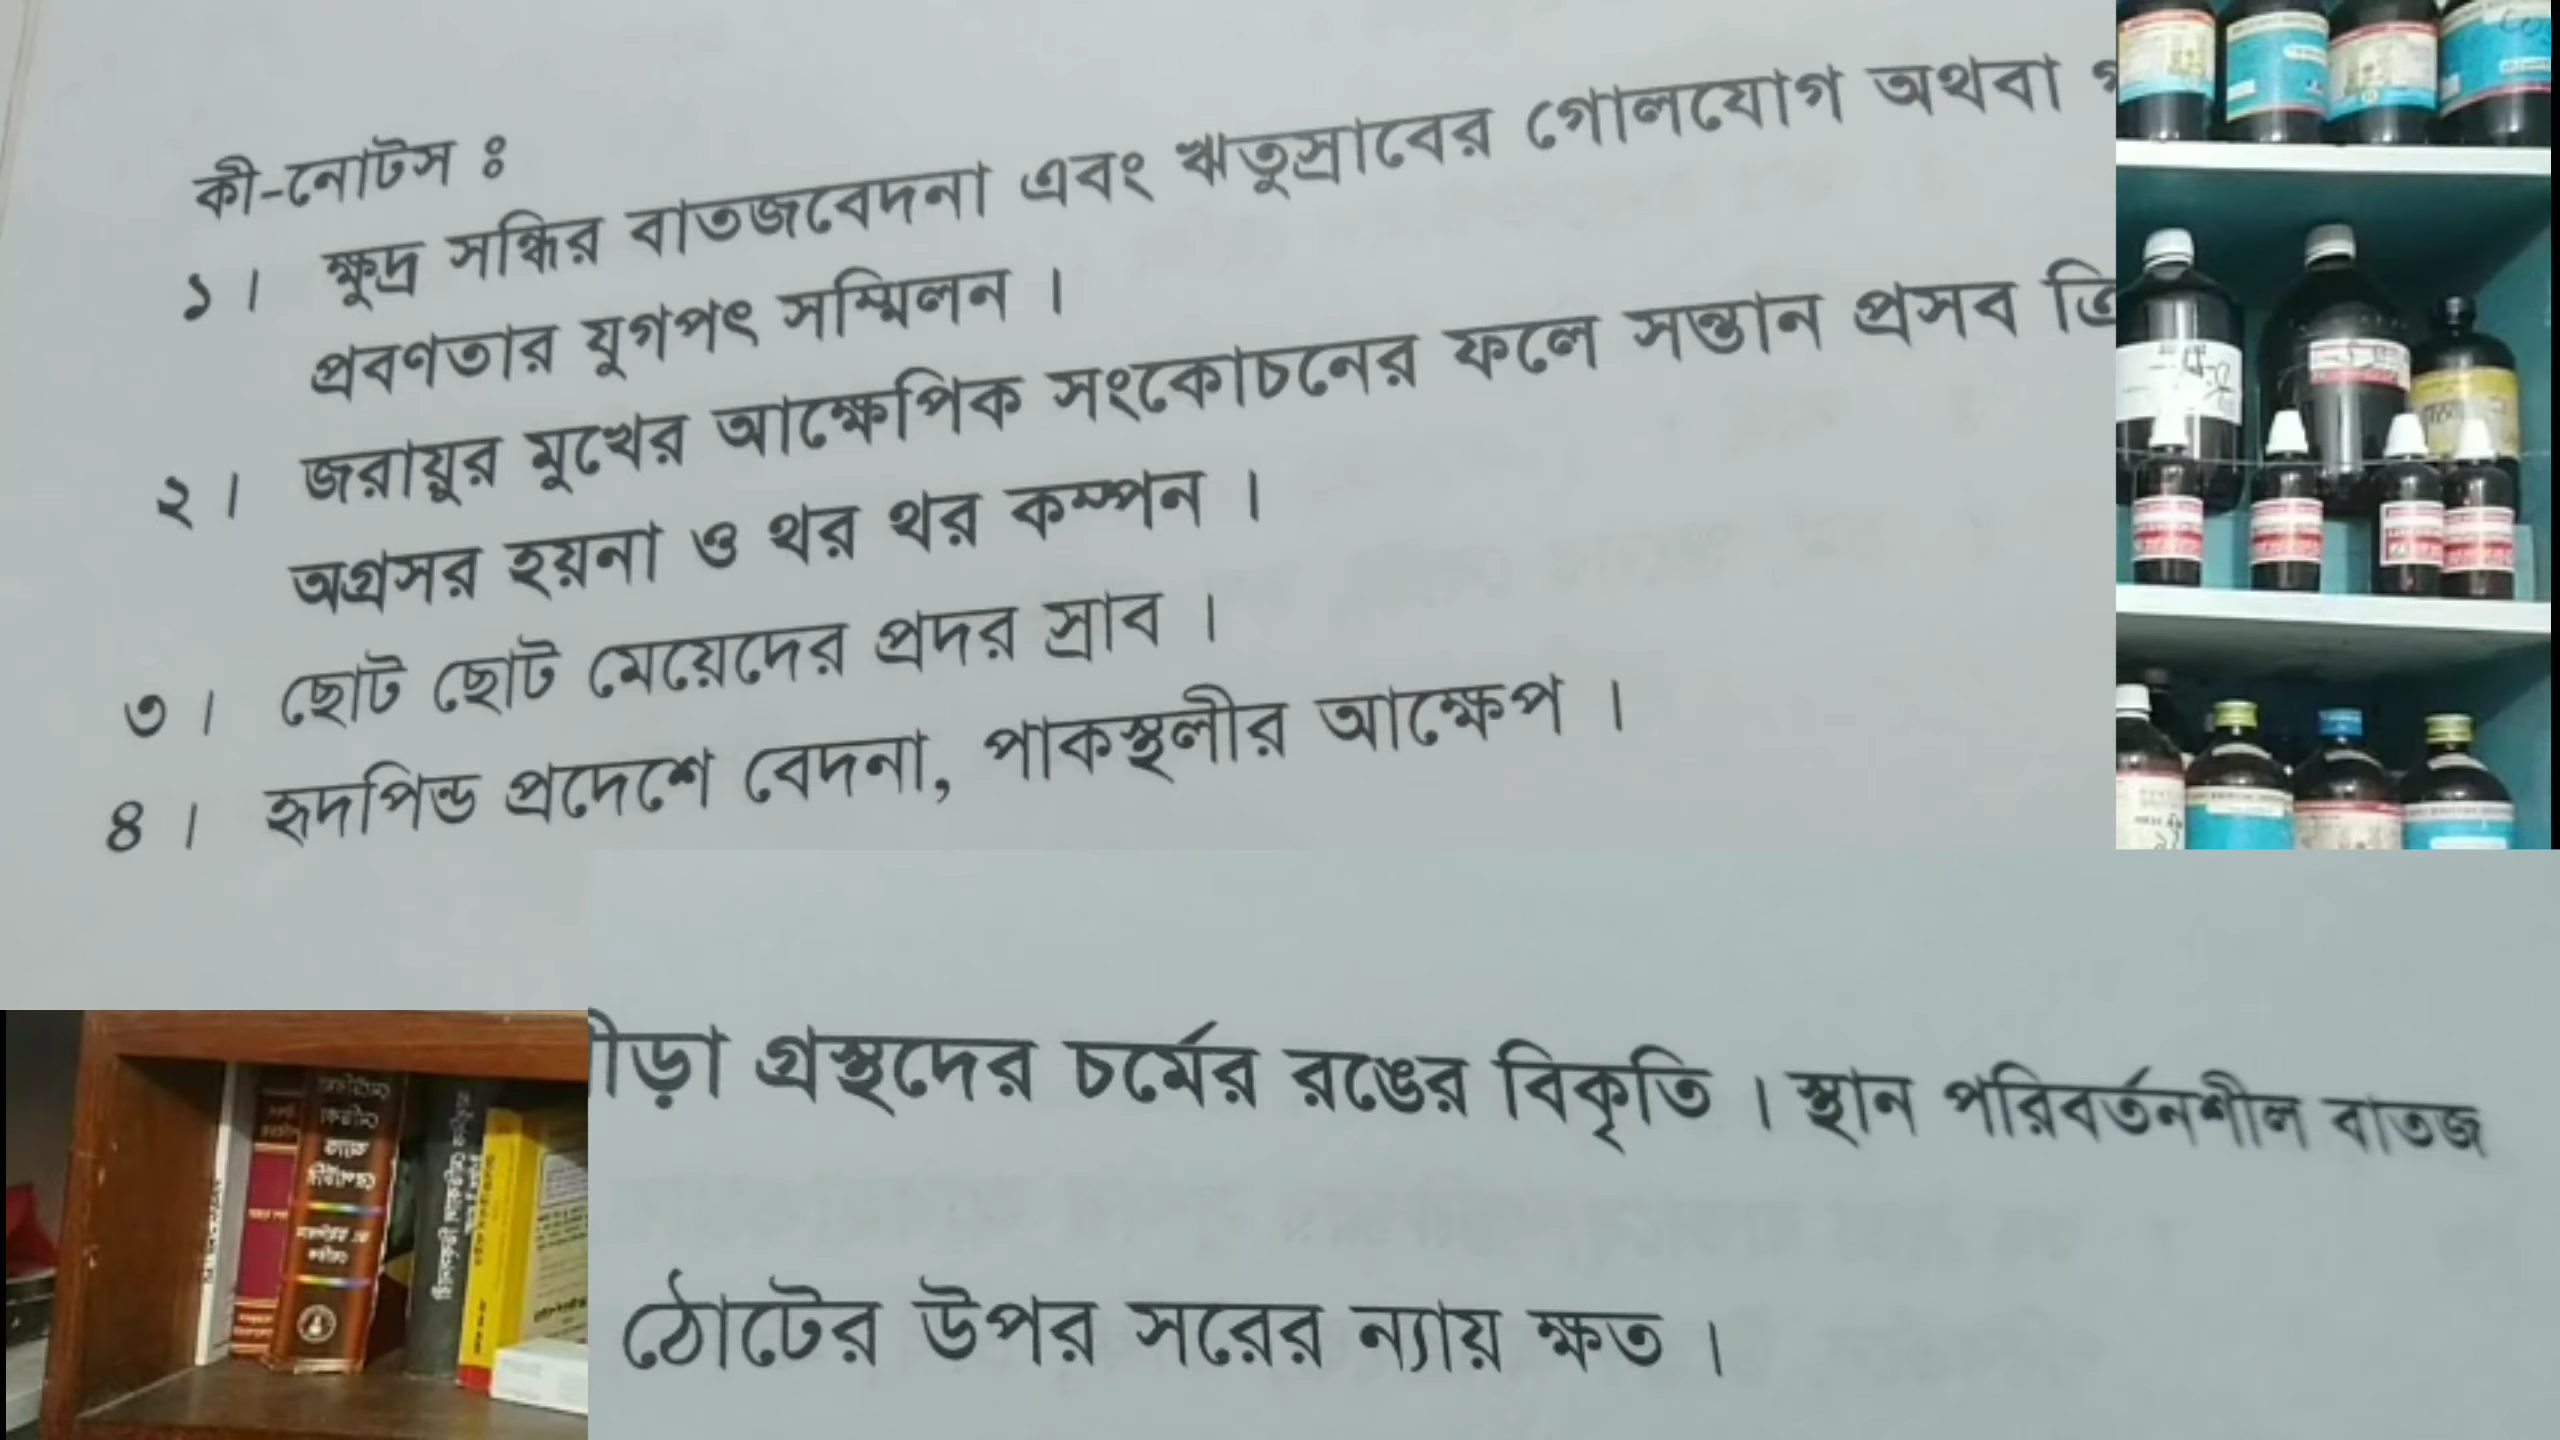 কী-নোটস ঃ
১। ক্ষুদ্র সন্ধির বাতজবেদনা এবং ঋতুস্রাবের গোলযোগ অথবা
প্রবণতার যুগপৎ সম্মিলন।
২। জরায়ুর মুখের আক্ষেপিক সংকোচনের ফলে সন্তান প্রসব
অগ্রসর হয়না ও থর থর কম্পন।
৩। ছোট ছোট মেয়েদের প্রদর স্রাব।
৪। হৃদপিন্ড প্রদেশে বেদনা, পাকস্থলীর আক্ষেপ।
ীড়া গ্রস্থদের চর্মের রঙের বিকৃতি। স্থান পরিবর্তনশীল বাতজ
ঠোটের উপর সরের ন্যায় ক্ষত।